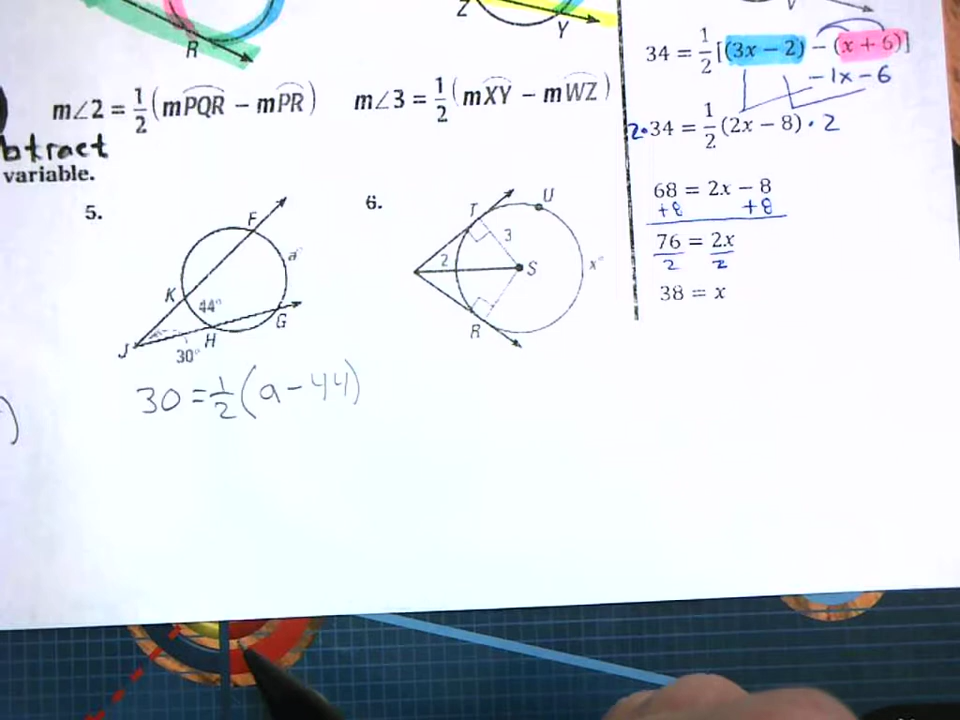 R
Z
Y
V
m∠2 = 1/2 (mPQR − mPR)
m∠3 = 1/2 (mXY − mWZ)
btract
variable.
5.
F
a°
K
44°
G
H
J
30°
30 = 1/2 (a − 44)
6.
U
T
3
2
S
x°
R
34 = 1/2 [(3x − 2) − (x + 6)]
−1x − 6
2•34 = 1/2 (2x − 8) • 2
68 = 2x − 8
+8 +8
76 = 2x
2 2
38 = x